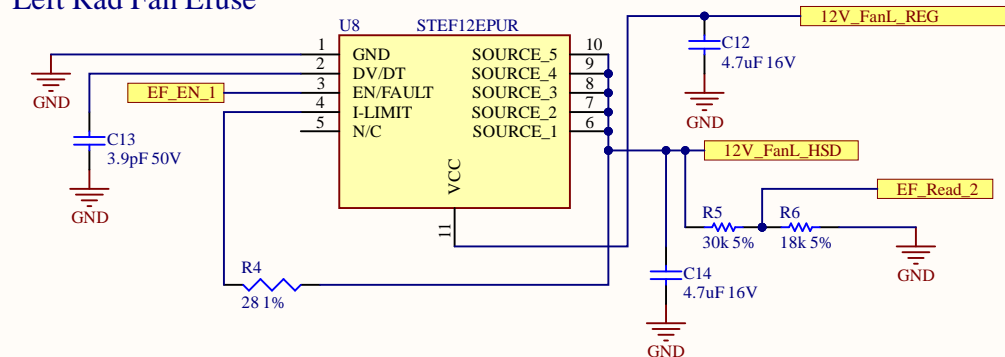 Left Rad Fan Efuse
U8
STEF12EPUR
1
GND
2
DV/DT
3
EN/FAULT
4
I-LIMIT
5
N/C
SOURCE_5
10
SOURCE_4
9
SOURCE_3
8
SOURCE_2
7
SOURCE_1
6
VCC
11
GND
EF_EN_1
C13
3.9pF 50V
GND
R4
28 1%
12V_FanL_REG
C12
4.7uF 16V
GND
12V_FanL_HSD
EF_Read_2
R5
30k 5%
R6
18k 5%
GND
C14
4.7uF 16V
GND